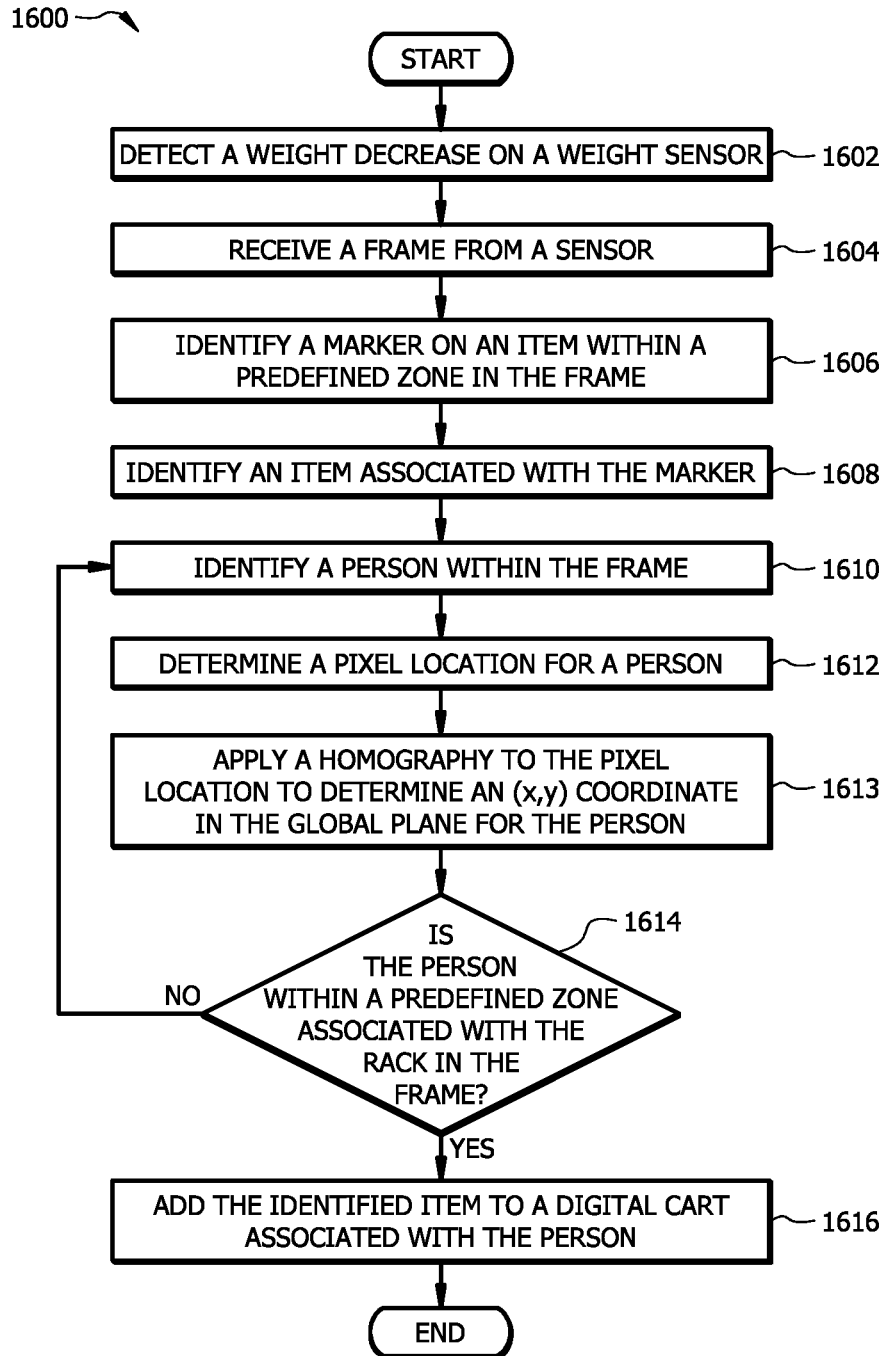 1600
START
DETECT A WEIGHT DECREASE ON A WEIGHT SENSOR
1602
RECEIVE A FRAME FROM A SENSOR
1604
IDENTIFY A MARKER ON AN ITEM WITHIN A
PREDEFINED ZONE IN THE FRAME
1606
IDENTIFY AN ITEM ASSOCIATED WITH THE MARKER
1608
IDENTIFY A PERSON WITHIN THE FRAME
1610
DETERMINE A PIXEL LOCATION FOR A PERSON
1612
APPLY A HOMOGRAPHY TO THE PIXEL
LOCATION TO DETERMINE AN (x,y) COORDINATE
IN THE GLOBAL PLANE FOR THE PERSON
1613
IS
THE PERSON
WITHIN A PREDEFINED ZONE
ASSOCIATED WITH THE
RACK IN THE
FRAME?
1614
NO
YES
ADD THE IDENTIFIED ITEM TO A DIGITAL CART
ASSOCIATED WITH THE PERSON
1616
END